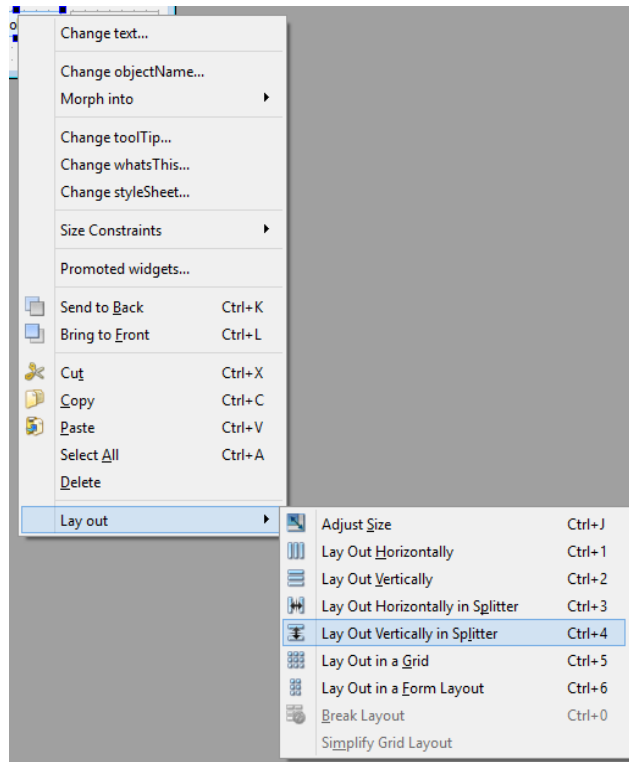 Change text...
Change objectName...
Morph into
Change toolTip...
Change whatsThis...
Change styleSheet...
Size Constraints
Promoted widgets...
Send to Back Ctrl+K
Bring to Front Ctrl+L
Cut Ctrl+X
Copy Ctrl+C
Paste Ctrl+V
Select All Ctrl+A
Delete
Lay out
Adjust Size Ctrl+J
Lay Out Horizontally Ctrl+1
Lay Out Vertically Ctrl+2
Lay Out Horizontally in Splitter Ctrl+3
Lay Out Vertically in Splitter Ctrl+4
Lay Out in a Grid Ctrl+5
Lay Out in a Form Layout Ctrl+6
Break Layout Ctrl+0
Simplify Grid Layout